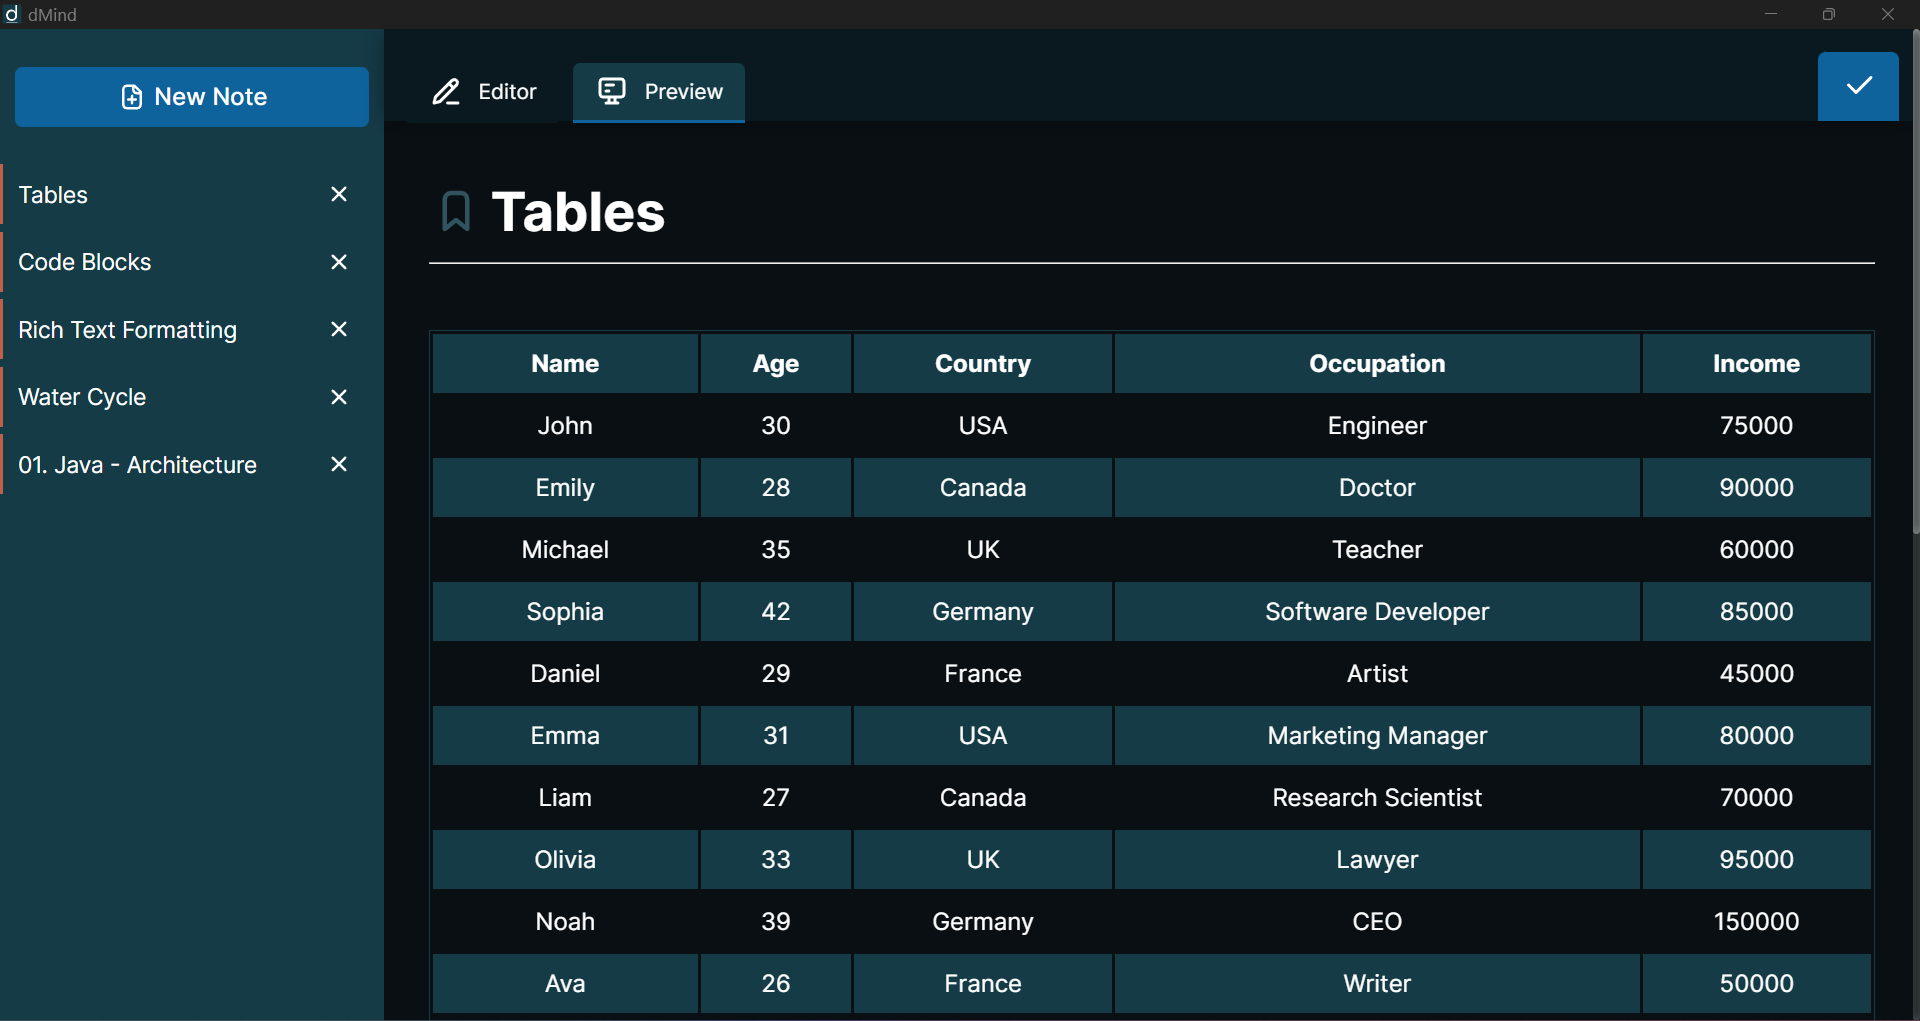 dMind
New Note
Tables
Code Blocks
Rich Text Formatting
Water Cycle
01. Java - Architecture
Editor Preview
Tables
Name Age Country Occupation Income
John 30 USA Engineer 75000
Emily 28 Canada Doctor 90000
Michael 35 UK Teacher 60000
Sophia 42 Germany Software Developer 85000
Daniel 29 France Artist 45000
Emma 31 USA Marketing Manager 80000
Liam 27 Canada Research Scientist 70000
Olivia 33 UK Lawyer 95000
Noah 39 Germany CEO 150000
Ava 26 France Writer 50000